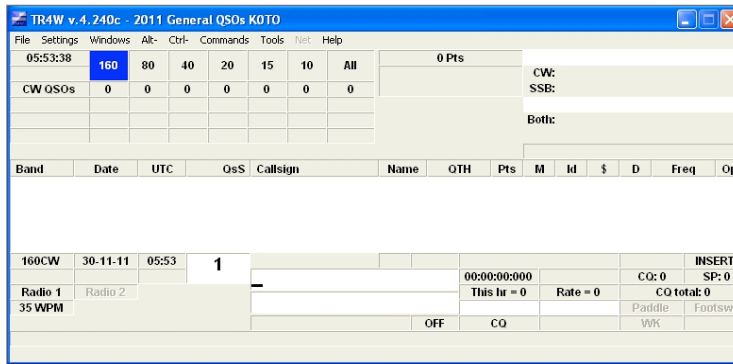 TR4W v.4.240c - 2011 General QSOs K0TO
File Settings Windows Alt- Ctrl- Commands Tools Net Help
05:53:38 160 80 40 20 15 10 All 0 Pts
CW:
CW QSOs 0 0 0 0 0 0 0 SSB:
Both:
Band Date UTC QsS Callsign Name QTH Pts M Id $ D Freq Op
160CW 30-11-11 05:53 1 INSERT
00:00:00:000 CQ: 0 SP: 0
Radio 1 Radio 2 This hr = 0 Rate = 0 CQ total: 0
35 WPM Paddle Footsw
OFF CQ WK